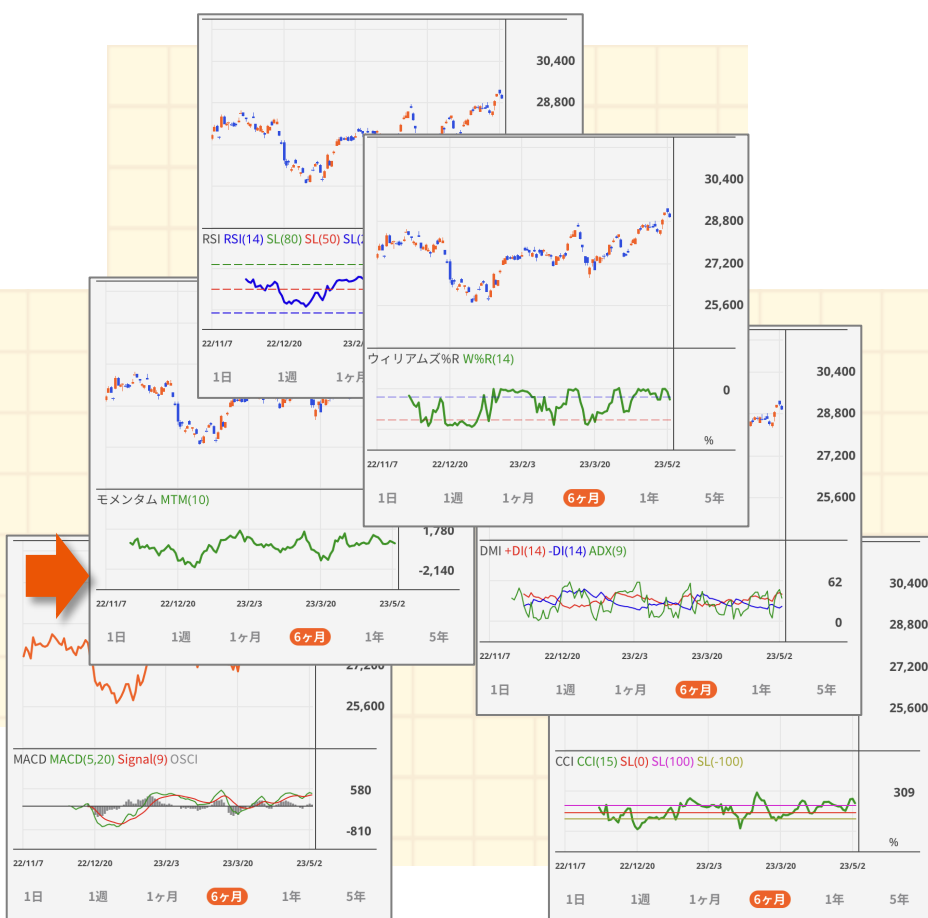 30,400
28,800
RSI RSI(14) SL(80) SL(50)
22/11/7 22/12/20
1日 1週
30,400
28,800
27,200
25,600
ウィリアムズ%R W%R(14)
0
%
22/11/7 22/12/20 23/2/3 23/3/20 23/5/2
1日 1週 1ヶ月 6ヶ月 1年 5年
モメンタム MTM(10)
1,780
-2,140
22/11/7 22/12/20 23/2/3 23/3/20 23/5/2
1日 1週 1ヶ月 6ヶ月 1年 5年
30,400
28,800
27,200
25,600
DMI +DI(14) -DI(14) ADX(9)
62
0
22/11/7 22/12/20 23/2/3 23/3/20 23/5/2
1日 1週 1ヶ月 6ヶ月 1年 5年
27,200
25,600
MACD MACD(5,20) Signal(9) OSCI
580
-810
22/11/7 22/12/20 23/2/3 23/3/20 23/5/2
1日 1週 1ヶ月 6ヶ月 1年 5年
30,400
28,800
27,200
25,600
CCI CCI(15) SL(0) SL(100) SL(-100)
309
%
22/11/7 22/12/20 23/2/3 23/3/20 23/5/2
1日 1週 1ヶ月 6ヶ月 1年 5年